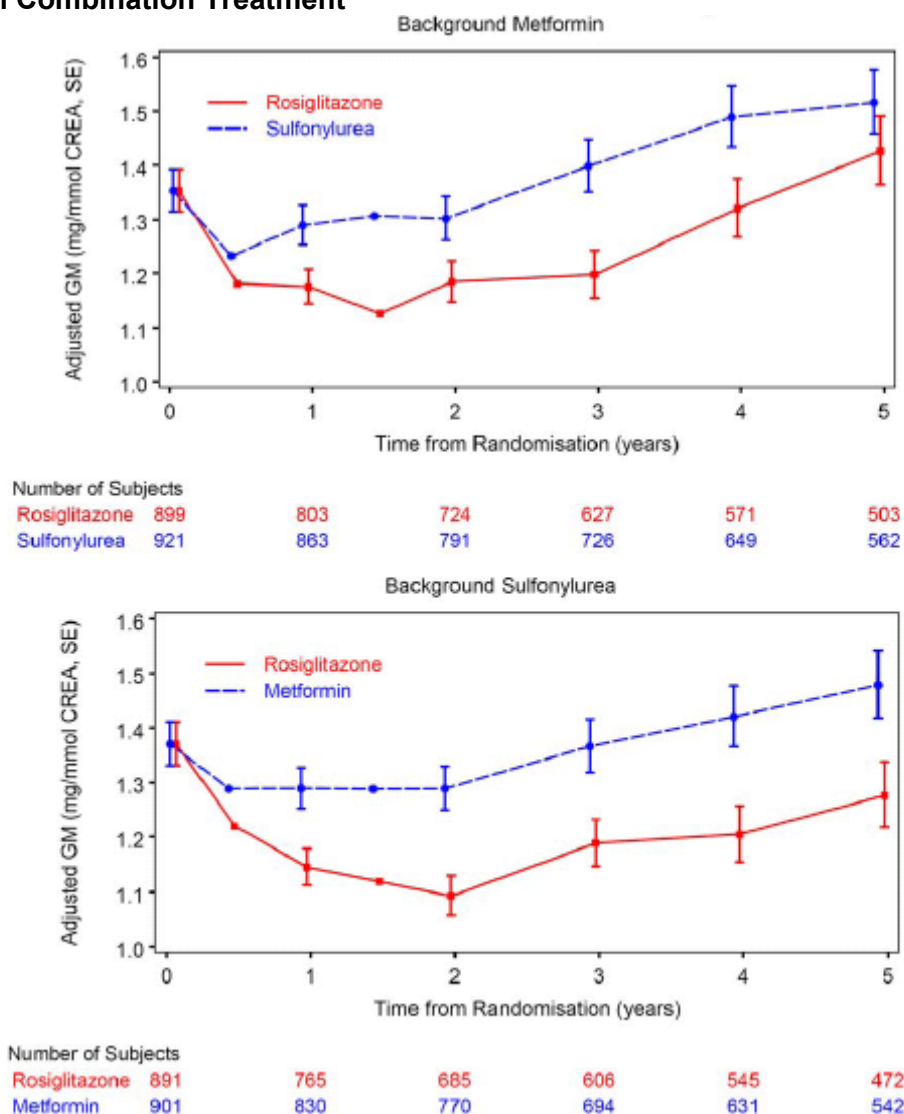 Combination Treatment
Background Metformin
Adjusted GM (mg/mmol CREA, SE)
1.6
1.5
1.4
1.3
1.2
1.1
1.0
Rosiglitazone
Sulfonylurea
0 1 2 3 4 5
Time from Randomisation (years)
Number of Subjects
Rosiglitazone 899 803 724 627 571 503
Sulfonylurea 921 863 791 726 649 562
Background Sulfonylurea
Adjusted GM (mg/mmol CREA, SE)
1.6
1.5
1.4
1.3
1.2
1.1
1.0
Rosiglitazone
Metformin
0 1 2 3 4 5
Time from Randomisation (years)
Number of Subjects
Rosiglitazone 891 765 685 606 545 472
Metformin 901 830 770 694 631 542